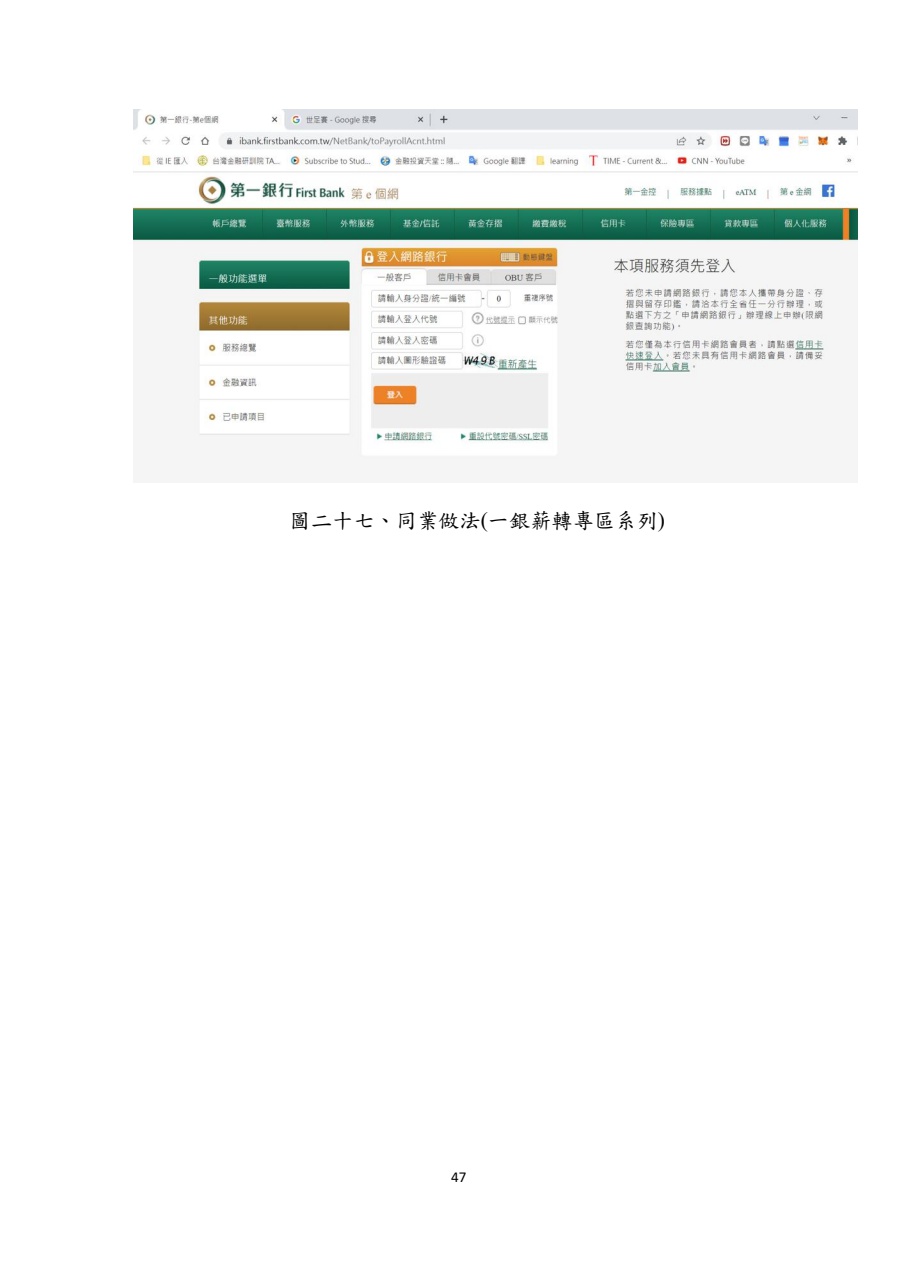 第一銀行-第e個網
世足賽 - Google 搜尋
ibank.firstbank.com.tw/NetBank/toPayrollAcnt.html
從 IE 匯入 台灣金融研訓院 TA... Subscribe to Stud... 金融投資天堂 :: 隨... Google 翻譯 learning TIME - Current &... CNN - YouTube »
第一銀行 First Bank 第 e 個網
第一金控 | 服務據點 | eATM | 第 e 金網
帳戶總覽 臺幣服務 外幣服務 基金/信託 黃金存摺 繳費繳稅 信用卡 保險專區 貸款專區 個人化服務
一般功能選單
其他功能
服務總覽
金融資訊
已申請項目
登入網路銀行 動態鍵盤
一般客戶 信用卡會員 OBU 客戶
請輸入身分證/統一編號 - 0 重複序號
請輸入登入代號 代號提示 顯示代號
請輸入登入密碼
請輸入圖形驗證碼 W49B 重新產生
登入
申請網路銀行 重設代號密碼/SSL密碼
本項服務須先登入
若您未申請網路銀行，請您本人攜帶身分證、存
摺與留存印鑑，請洽本行全省任一分行辦理，或
點選下方之「申請網路銀行」辦理線上申辦(限網
銀查詢功能)。
若您僅為本行信用卡網路會員者，請點選信用卡
快速登入。若您未具有信用卡網路會員，請備妥
信用卡加入會員。
圖二十七、同業做法(一銀薪轉專區系列)
47